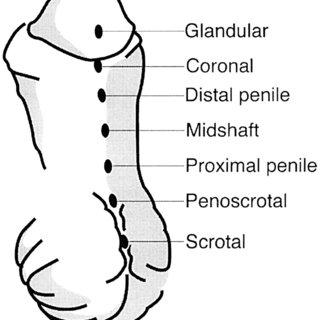 Glandular
Coronal
Distal penile
Midshaft
Proximal penile
Penoscrotal
Scrotal